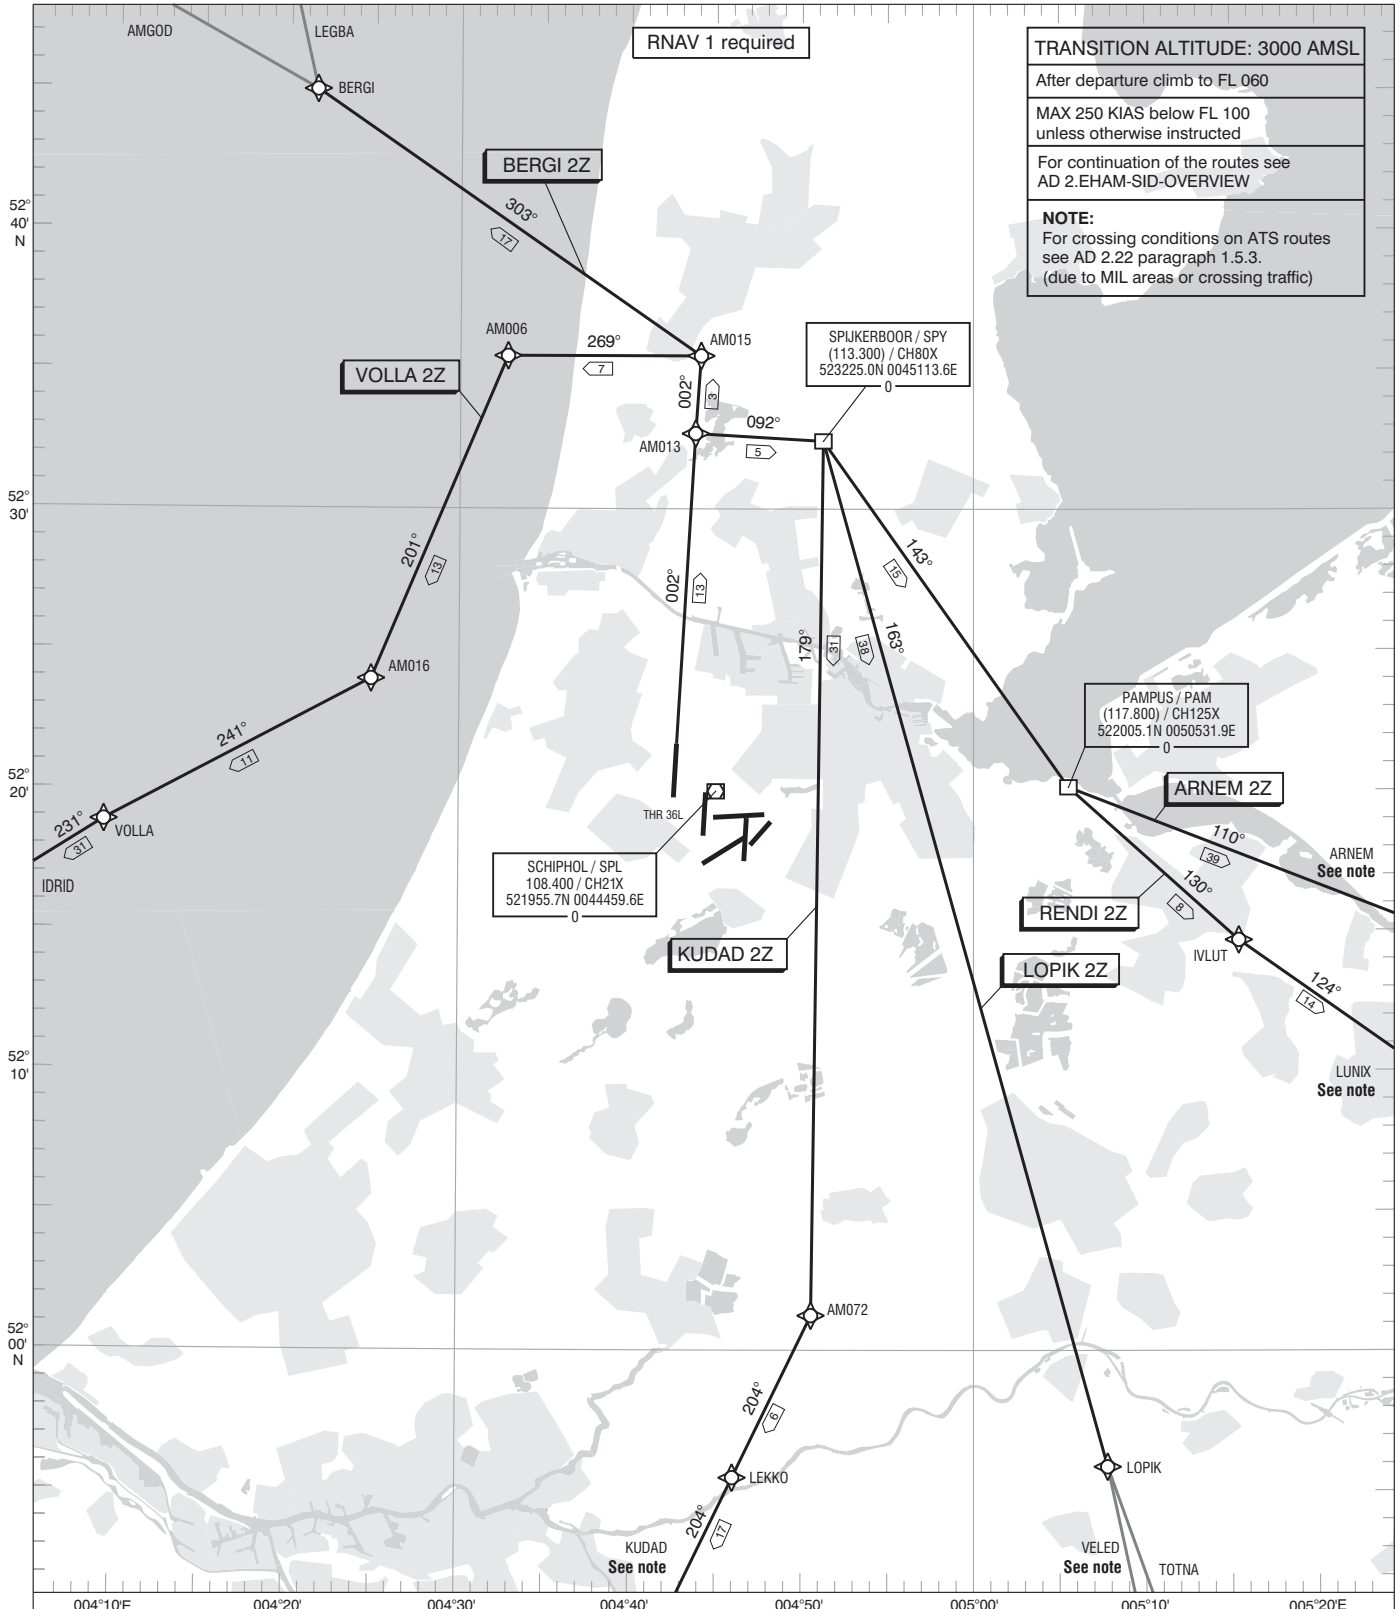 AMGOD
LEGBA
BERGI
RNAV 1 required
TRANSITION ALTITUDE: 3000 AMSL
After departure climb to FL 060
MAX 250 KIAS below FL 100
unless otherwise instructed
For continuation of the routes see
AD 2.EHAM-SID-OVERVIEW
NOTE:
For crossing conditions on ATS routes
see AD 2.22 paragraph 1.5.3.
(due to MIL areas or crossing traffic)
BERGI 2Z
303°
17
52°
40'
N
AM006
269°
7
AM015
VOLLA 2Z
002°
3
SPIJKERBOOR / SPY
(113.300) / CH80X
523225.0N 0045113.6E
0
AM013
092°
5
52°
30'
201°
13
002°
13
143°
15
179°
31
38
163°
AM016
241°
11
PAMPUS / PAM
(117.800) / CH125X
522005.1N 0050531.9E
0
52°
20'
THR 36L
ARNEM 2Z
231°
31
VOLLA
IDRID
110°
39
ARNEM
See note
SCHIPHOL / SPL
108.400 / CH21X
521955.7N 0044459.6E
0
130°
8
RENDI 2Z
KUDAD 2Z
IVLUT
LOPIK 2Z
124°
14
52°
10'
LUNIX
See note
AM072
52°
00'
N
204°
6
LEKKO
LOPIK
204°
17
KUDAD
See note
VELED
See note
TOTNA
004°10'E
004°20'
004°30'
004°40'
004°50'
005°00'
005°10'
005°20'E